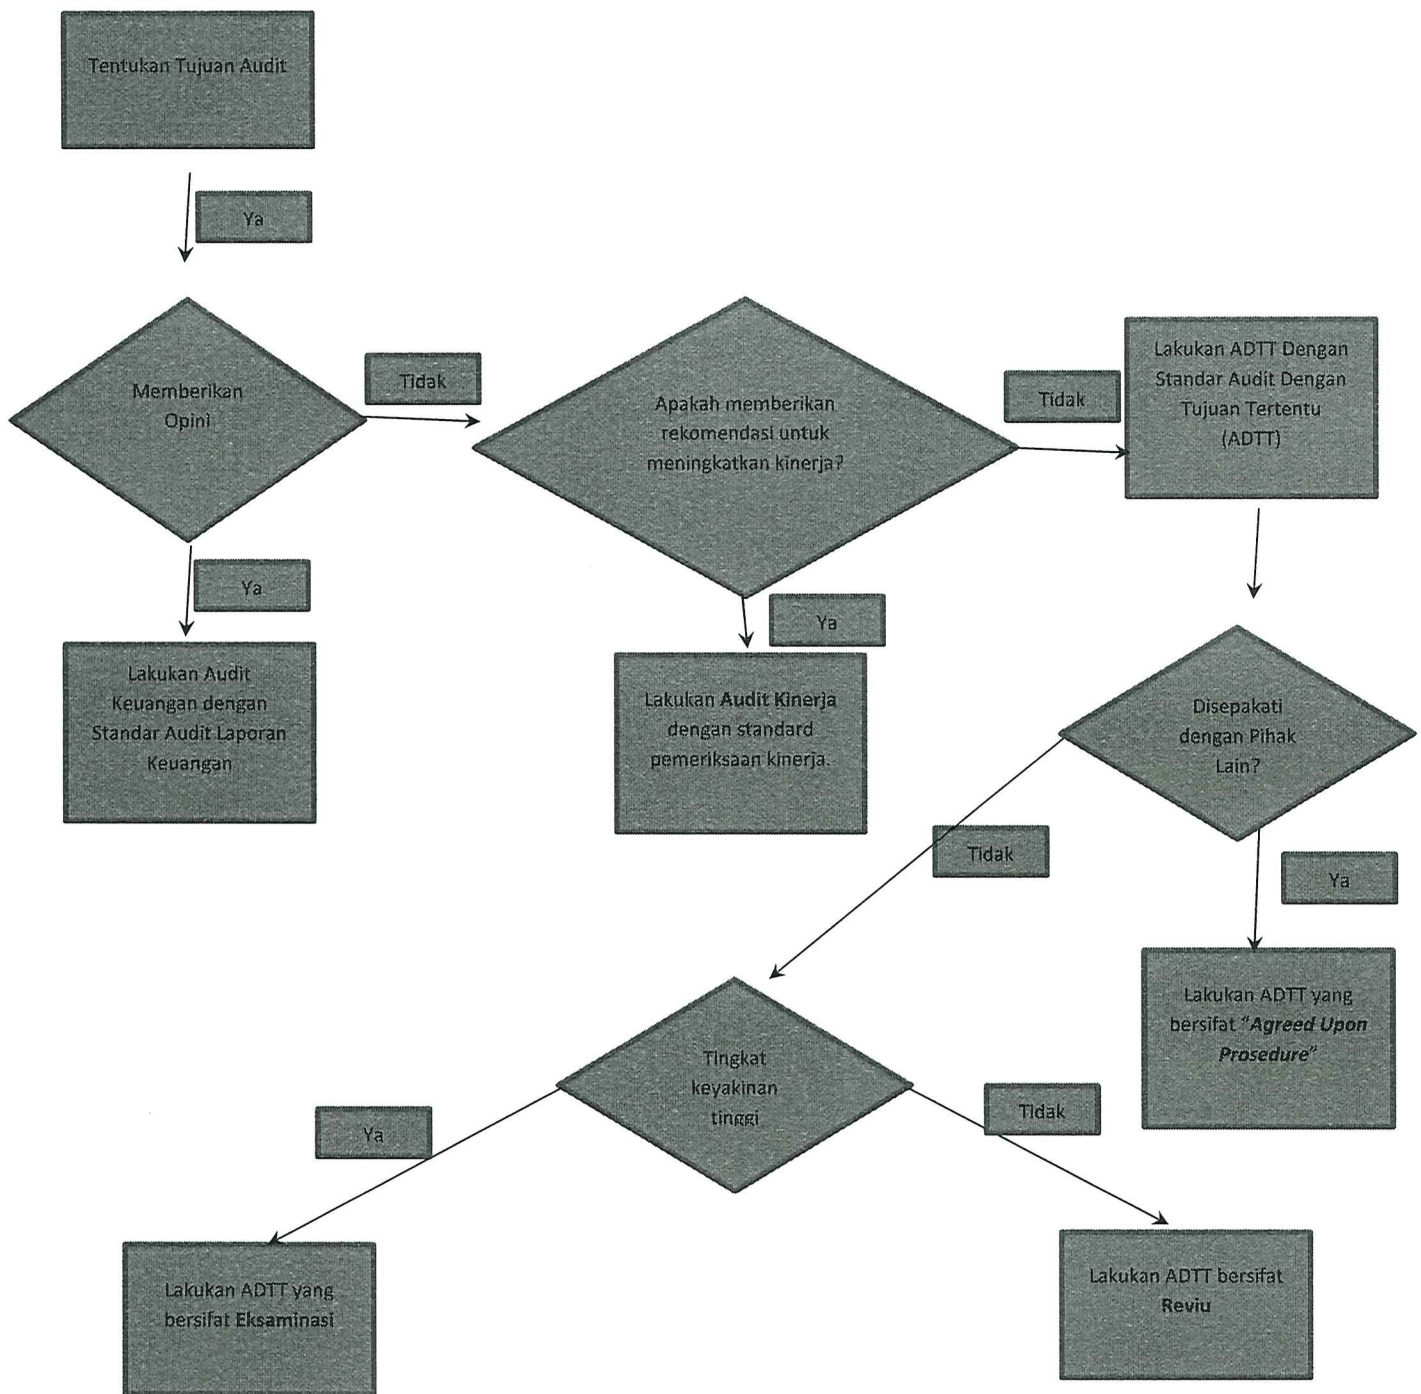 Tentukan Tujuan Audit
Ya
Memberikan
Opini
Tidak
Apakah memberikan
rekomendasi untuk
meningkatkan kinerja?
Tidak
Lakukan ADTT Dengan
Standar Audit Dengan
Tujuan Tertentu
(ADTT)
Ya
Lakukan Audit
Keuangan dengan
Standar Audit Laporan
Keuangan
Ya
Lakukan Audit Kinerja
dengan standard
pemeriksaan kinerja.
Disepakati
dengan Pihak
Lain?
Tidak
Ya
Lakukan ADTT yang
bersifat “Agreed Upon
Prosedure”
Tingkat
keyakinan
tinggi
Ya
Tidak
Lakukan ADTT yang
bersifat Eksaminasi
Lakukan ADTT bersifat
Reviu